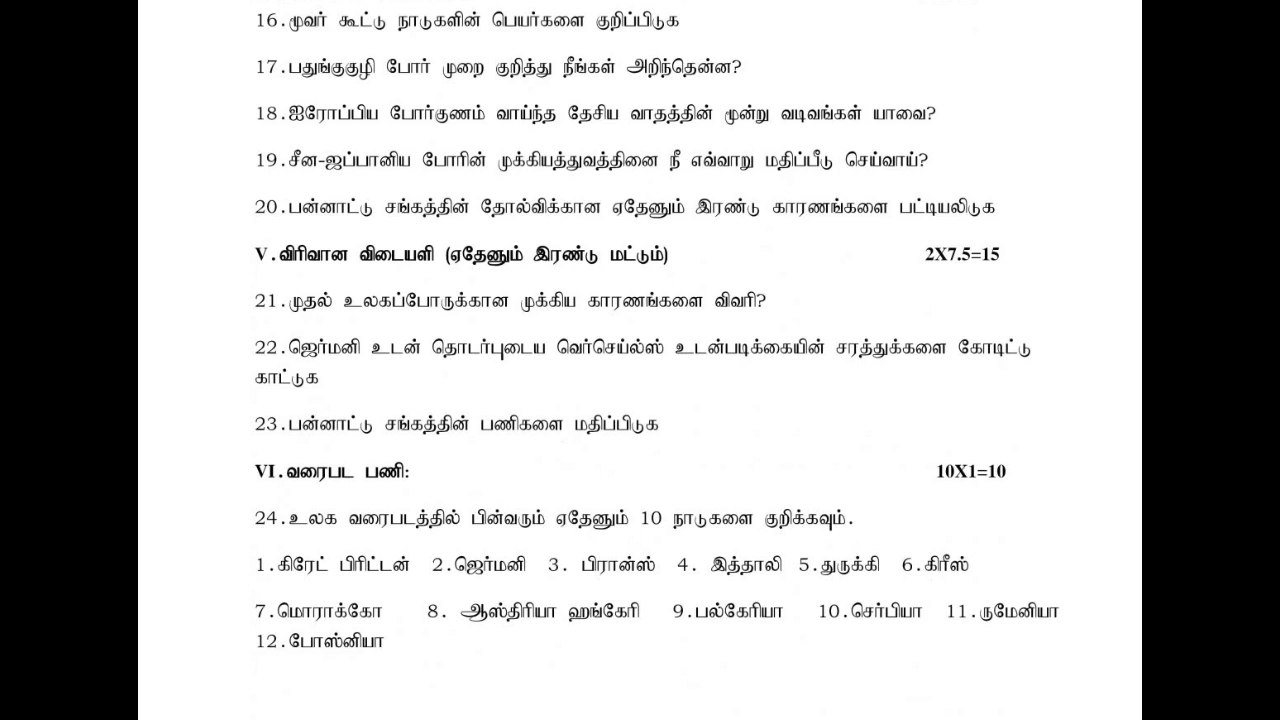 16.மூவர் கூட்டு நாடுகளின் பெயர்களை குறிப்பிடுக
17.பதுங்குகுழி போர் முறை குறித்து நீங்கள் அறிந்தென்ன?
18.ஐரோப்பிய போர்குணம் வாய்ந்த தேசிய வாதத்தின் மூன்று வடிவங்கள் யாவை?
19.சீன-ஜப்பானிய போரின் முக்கியத்துவத்தினை நீ எவ்வாறு மதிப்பீடு செய்வாய்?
20.பன்னாட்டு சங்கத்தின் தோல்விக்கான ஏதேனும் இரண்டு காரணங்களை பட்டியலிடுக
V.விரிவான விடையளி (ஏதேனும் இரண்டு மட்டும்) 2X7.5=15
21.முதல் உலகப்போருக்கான முக்கிய காரணங்களை விவரி?
22.ஜெர்மனி உடன் தொடர்புடைய வெர்செய்ல்ஸ் உடன்படிக்கையின் சரத்துக்களை கோடிட்டு
காட்டுக
23.பன்னாட்டு சங்கத்தின் பணிகளை மதிப்பிடுக
VI.வரைபட பணி: 10X1=10
24.உலக வரைபடத்தில் பின்வரும் ஏதேனும் 10 நாடுகளை குறிக்கவும்.
1.கிரேட் பிரிட்டன் 2.ஜெர்மனி 3. பிரான்ஸ் 4. இத்தாலி 5.துருக்கி 6.கிரீஸ்
7.மொராக்கோ 8. ஆஸ்திரியா ஹங்கேரி 9.பல்கேரியா 10.செர்பியா 11.ருமேனியா
12.போஸ்னியா